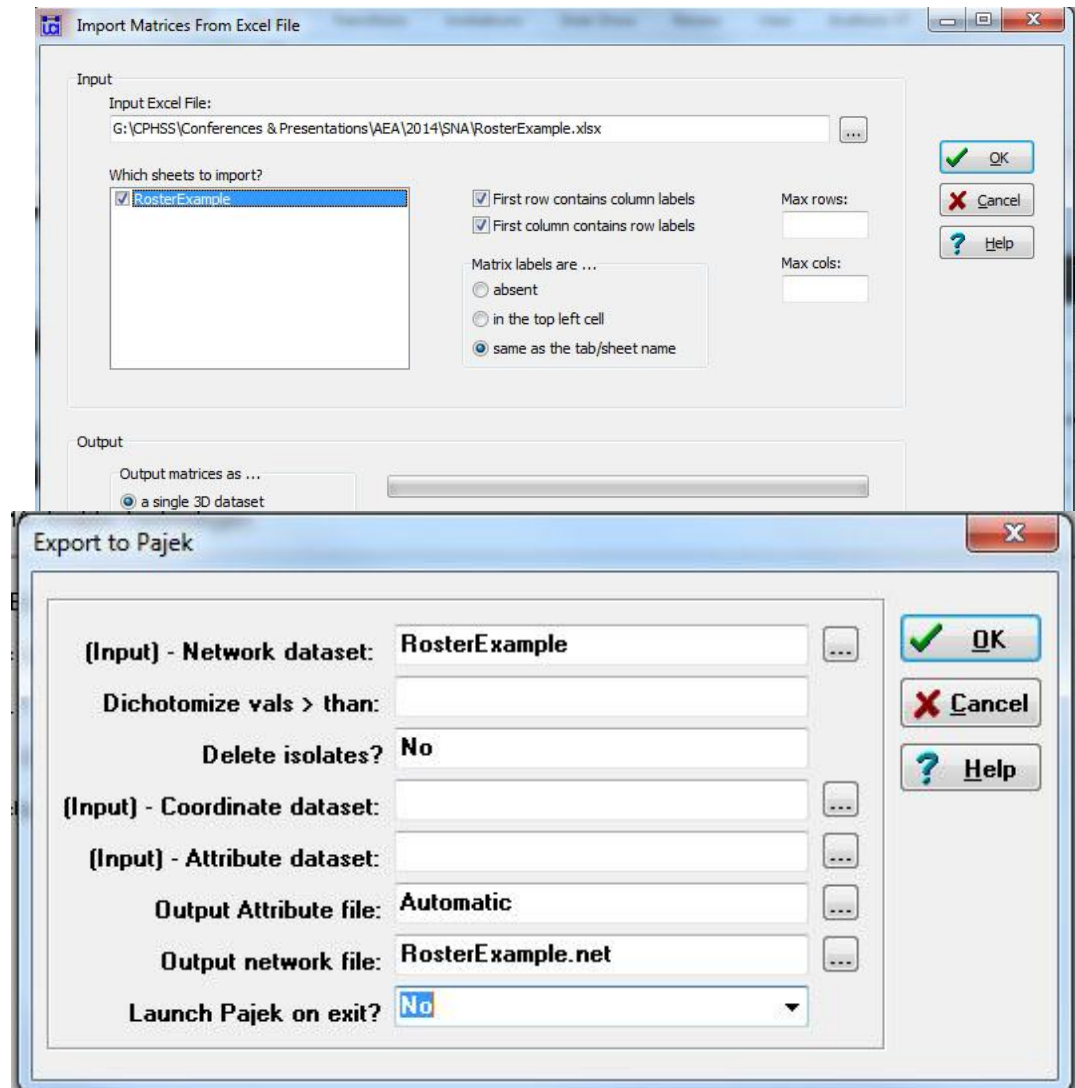 Import Matrices From Excel File
Input
Input Excel File:
G:\CPHSS\Conferences & Presentations\AEA\2014\SNA\RosterExample.xlsx
...
OK
Which sheets to import?
RosterExample
First row contains column labels
Max rows:
Cancel
First column contains row labels
Help
Matrix labels are ...
Max cols:
absent
in the top left cell
same as the tab/sheet name
Output
Output matrices as ...
a single 3D dataset
Export to Pajek
(Input) - Network dataset: RosterExample ...
OK
Dichotomize vals > than:
Cancel
Delete isolates? No
Help
(Input) - Coordinate dataset: ...
(Input) - Attribute dataset: ...
Output Attribute file: Automatic ...
Output network file: RosterExample.net ...
Launch Pajek on exit? No